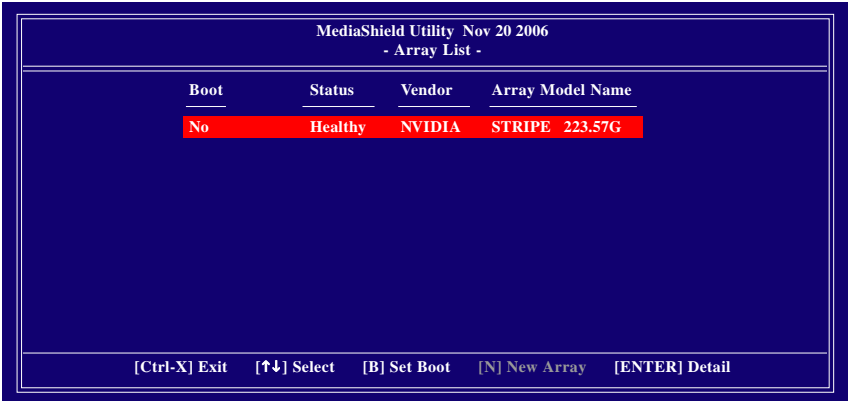 MediaShield Utility Nov 20 2006
- Array List -
Boot Status Vendor Array Model Name
No Healthy NVIDIA STRIPE 223.57G
[Ctrl-X] Exit [↑↓] Select [B] Set Boot [N] New Array [ENTER] Detail